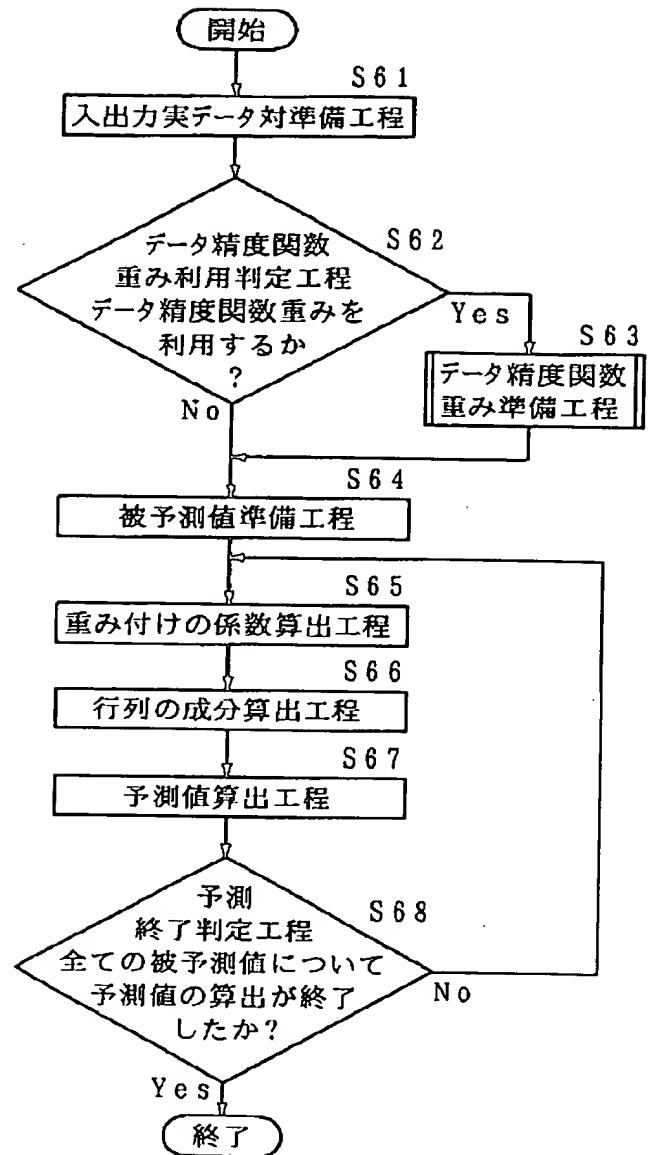 開始
S61
入出力実データ対準備工程
S62
データ精度関数
重み利用判定工程
データ精度関数重みを
利用するか
?
Yes
No
S63
データ精度関数
重み準備工程
S64
被予測値準備工程
S65
重み付けの係数算出工程
S66
行列の成分算出工程
S67
予測値算出工程
S68
予測
終了判定工程
全ての被予測値について
予測値の算出が終了
したか?
No
Yes
終了